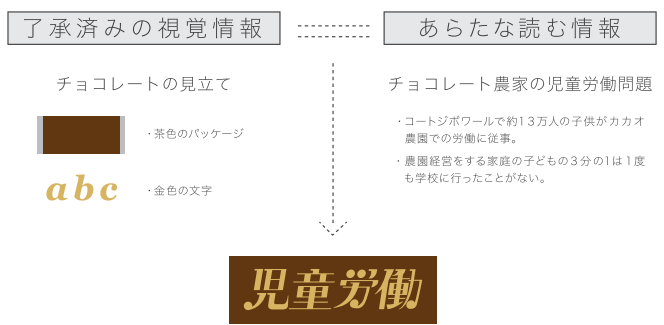 了承済みの視覚情報
あらたな読む情報
チョコレートの見立て
・茶色のパッケージ
abc
・金色の文字
チョコレート農家の児童労働問題
・コートジボワールで約13万人の子供がカカオ
農園での労働に従事。
・農園経営をする家庭の子どもの3分の1は1度
も学校に行ったことがない。
児童労働